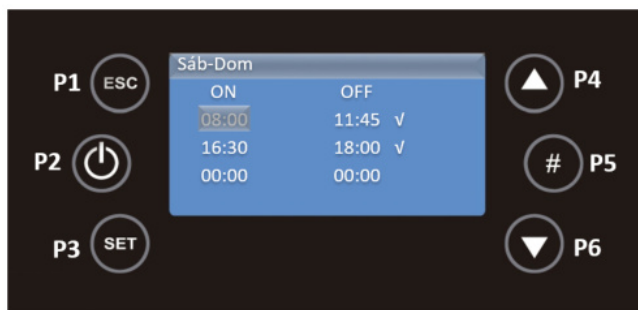 Sáb-Dom
ON OFF
08:00 11:45 √
16:30 18:00 √
00:00 00:00
P1 ESC
P2
P3 SET
P4
# P5
P6